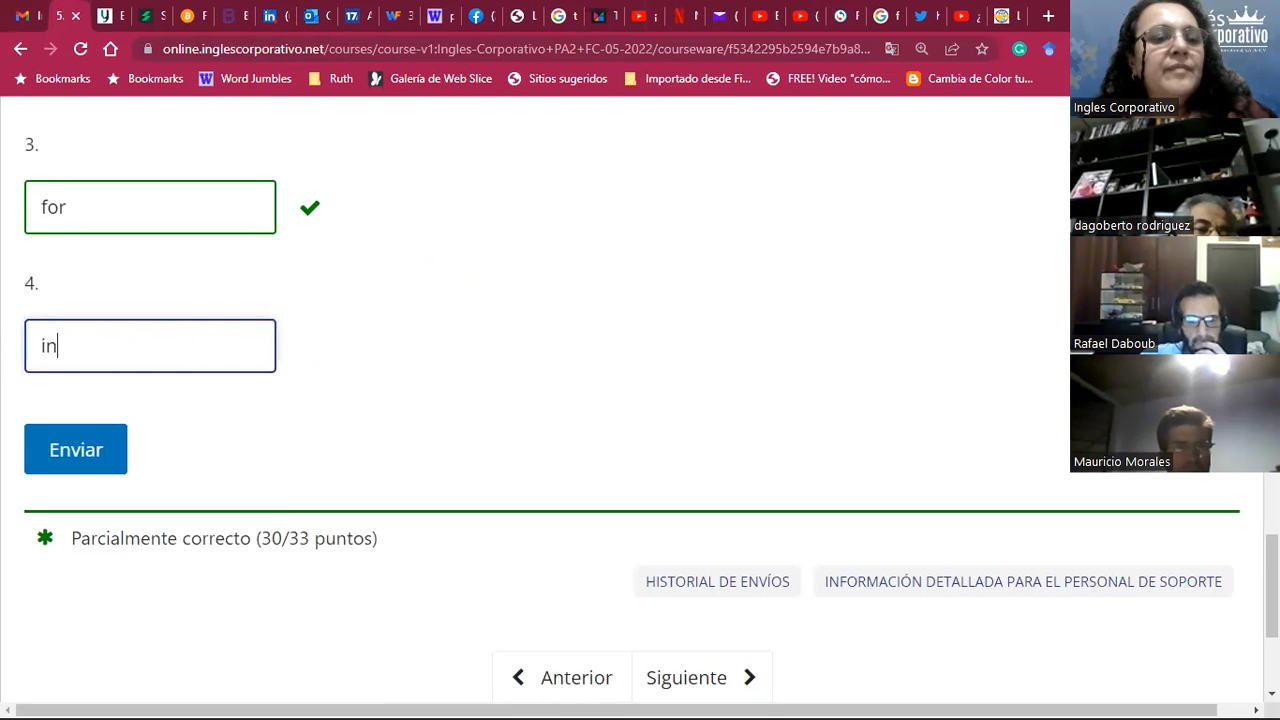 5. × A WF 3 p ( t ¡ N E ( F H ¿ L +
online.inglescorporativo.net/courses/course-v1:Ingles-Corporativo+PA2+FC-05-2022/courseware/f5342295b2594e7b9a8...
Bookmarks Bookmarks Word Jumbles Ruth Galería de Web Slice Sitios sugeridos Importado desde Fi... FREE! Video "cómo... Cambia de Color tu...
3.
for
4.
in
Enviar
Parcialmente correcto (30/33 puntos)
HISTORIAL DE ENVÍOS INFORMACIÓN DETALLADA PARA EL PERSONAL DE SOPORTE
Anterior Siguiente
Ingles Corporativo
dagoberto rodriguez
Rafael Daboub
Mauricio Morales